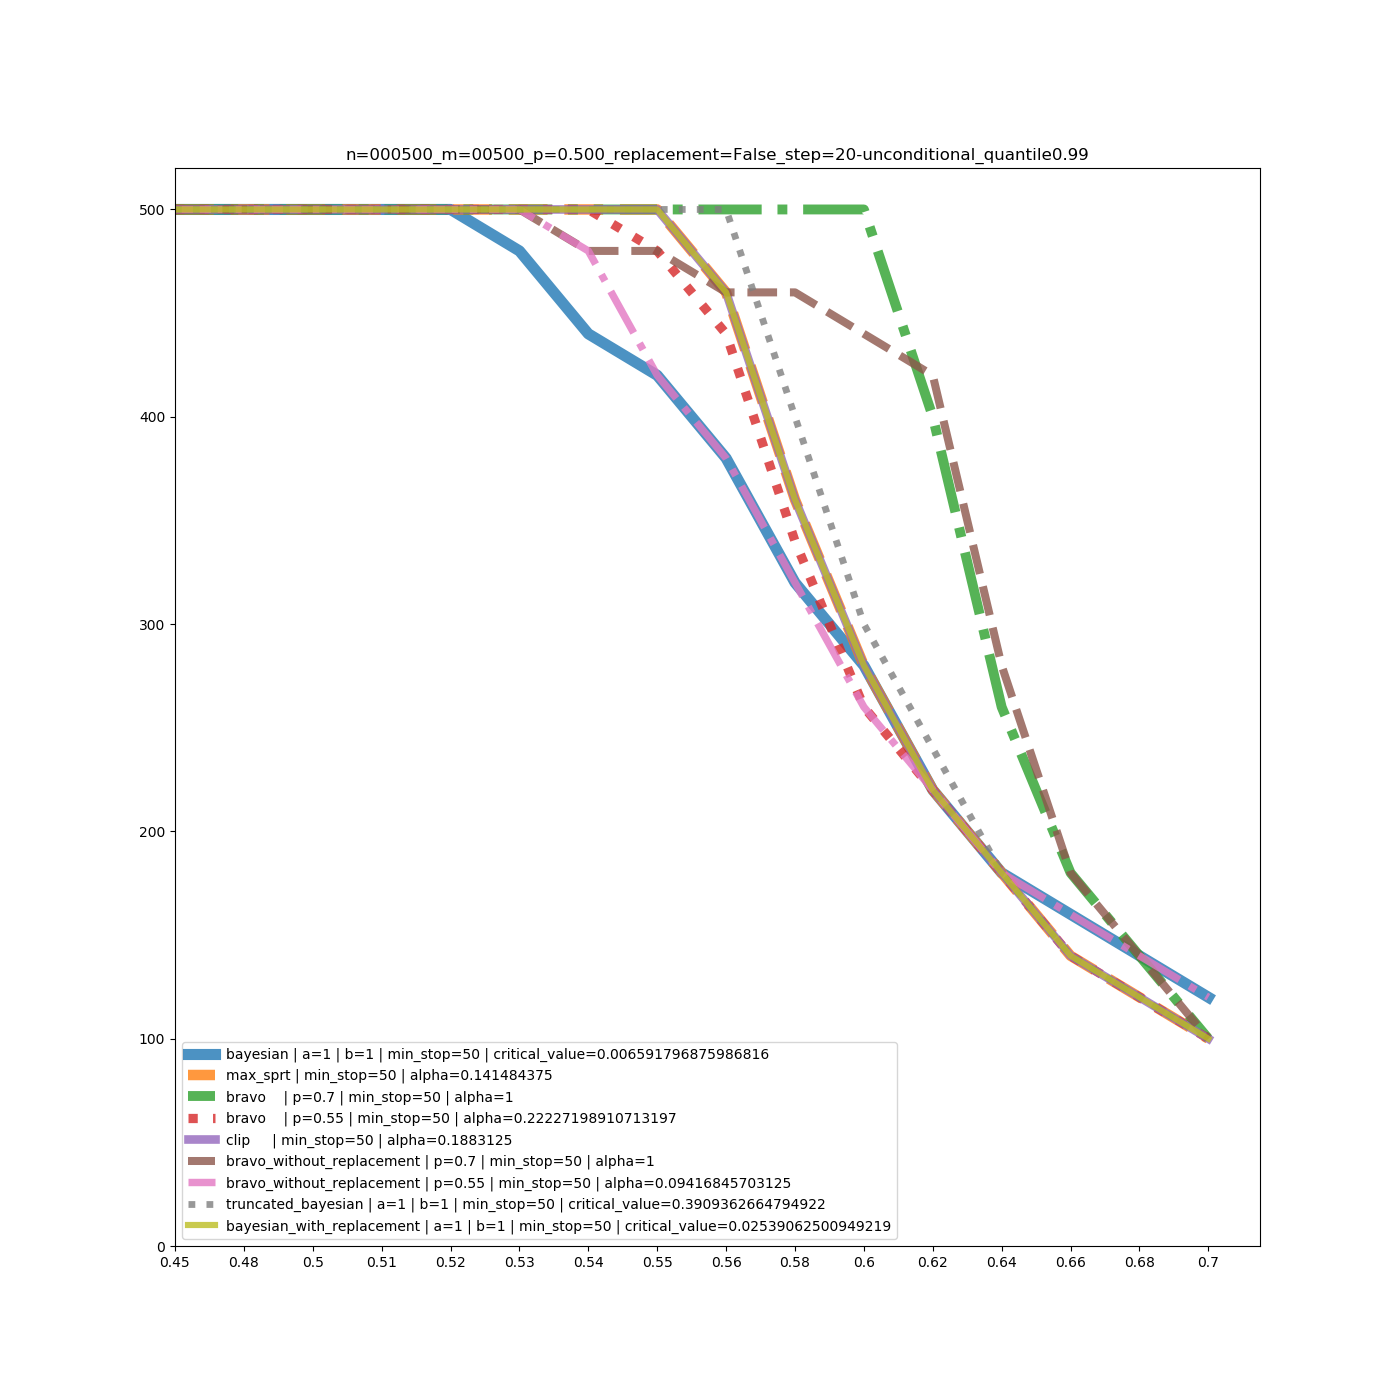 n=000500_m=00500_p=0.500_replacement=False_step=20-unconditional_quantile0.99
500
400
300
200
100
0
bayesian | a=1 | b=1 | min_stop=50 | critical_value=0.006591796875986816
max_sprt | min_stop=50 | alpha=0.141484375
bravo | p=0.7 | min_stop=50 | alpha=1
bravo | p=0.55 | min_stop=50 | alpha=0.22227198910713197
clip | min_stop=50 | alpha=0.1883125
bravo_without_replacement | p=0.7 | min_stop=50 | alpha=1
bravo_without_replacement | p=0.55 | min_stop=50 | alpha=0.09416845703125
truncated_bayesian | a=1 | b=1 | min_stop=50 | critical_value=0.3909362664794922
bayesian_with_replacement | a=1 | b=1 | min_stop=50 | critical_value=0.02539062500949219
0.45 0.48 0.5 0.51 0.52 0.53 0.54 0.55 0.56 0.58 0.6 0.62 0.64 0.66 0.68 0.7